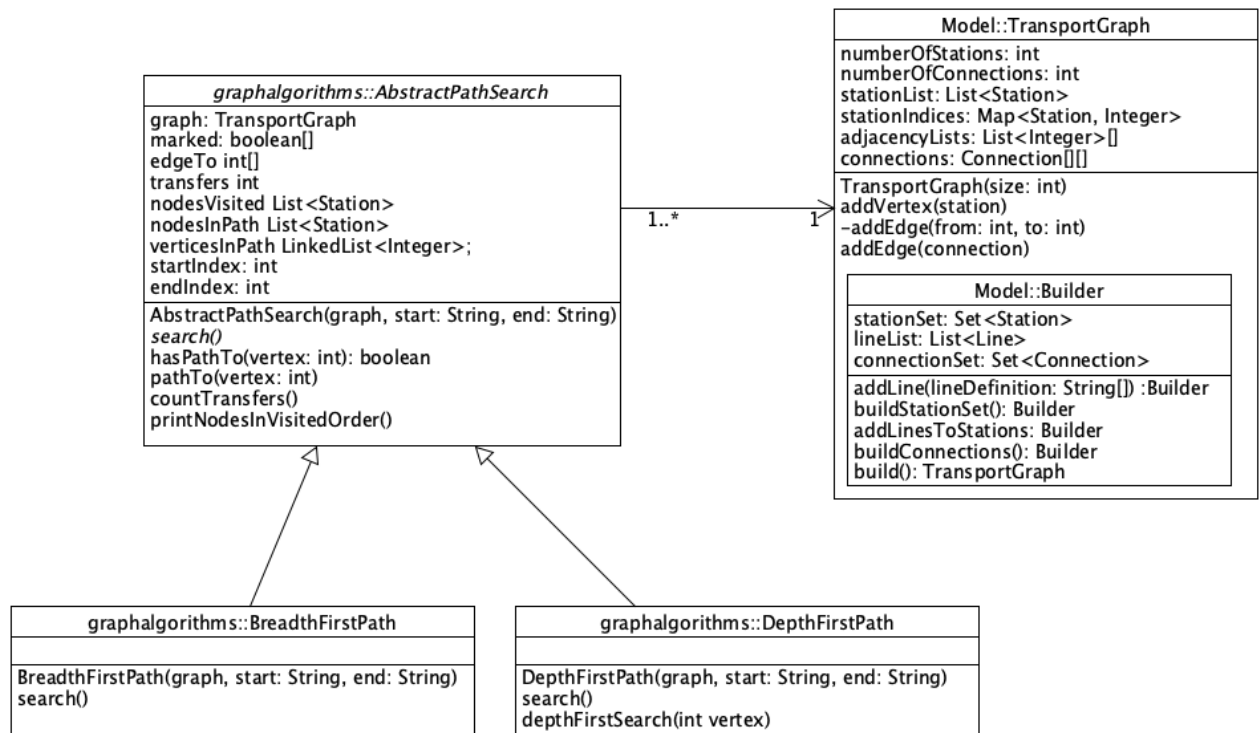 graphalgorithms::AbstractPathSearch
graph: TransportGraph
marked: boolean[]
edgeTo int[]
transfers int
nodesVisited List<Station>
nodesInPath List<Station>
verticesInPath LinkedList<Integer>;
startIndex: int
endIndex: int
AbstractPathSearch(graph, start: String, end: String)
search()
hasPathTo(vertex: int): boolean
pathTo(vertex: int)
countTransfers()
printNodesInVisitedOrder()
1..*
1
Model::TransportGraph
numberOfStations: int
numberOfConnections: int
stationList: List<Station>
stationIndices: Map<Station, Integer>
adjacencyLists: List<Integer>[]
connections: Connection[][]
TransportGraph(size: int)
addVertex(station)
-addEdge(from: int, to: int)
addEdge(connection)
Model::Builder
stationSet: Set<Station>
lineList: List<Line>
connectionSet: Set<Connection>
addLine(lineDefinition: String[]) :Builder
buildStationSet(): Builder
addLinesToStations: Builder
buildConnections(): Builder
build(): TransportGraph
graphalgorithms::BreadthFirstPath
BreadthFirstPath(graph, start: String, end: String)
search()
graphalgorithms::DepthFirstPath
DepthFirstPath(graph, start: String, end: String)
search()
depthFirstSearch(int vertex)